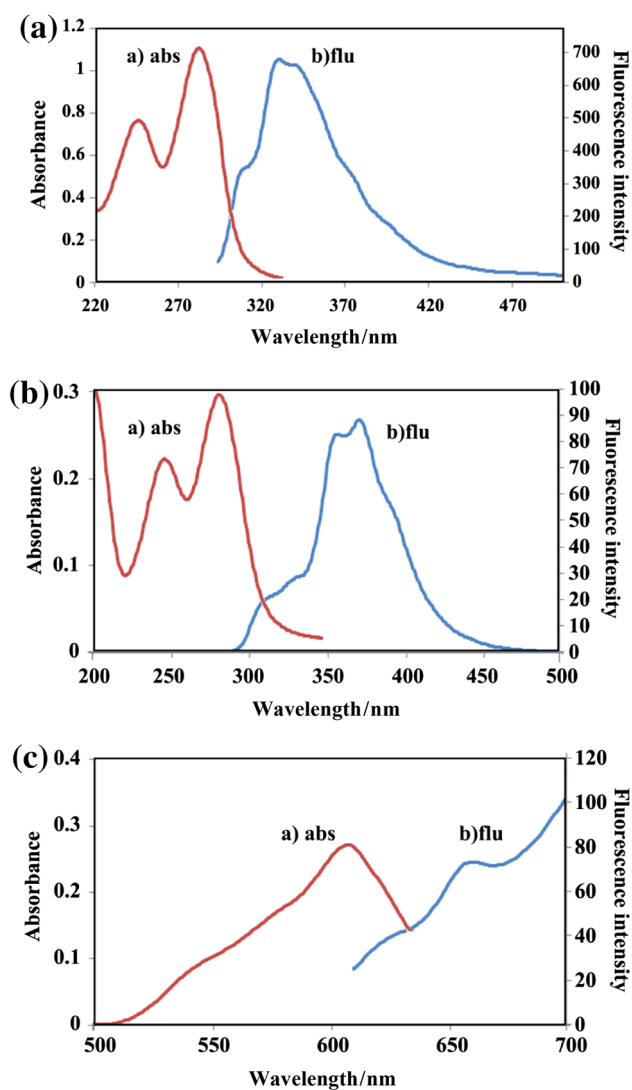 (a)
a) abs
b)flu
Absorbance
Fluorescence intensity
1.2
1
0.8
0.6
0.4
0.2
0
700
600
500
400
300
200
100
0
220 270 320 370 420 470
Wavelength/nm
(b)
a) abs
b)flu
Absorbance
Fluorescence intensity
0.3
0.2
0.1
0
100
90
80
70
60
50
40
30
20
10
0
200 250 300 350 400 450 500
Wavelength/nm
(c)
a) abs
b)flu
Absorbance
Fluorescence intensity
0.4
0.3
0.2
0.1
0
120
100
80
60
40
20
0
500 550 600 650 700
Wavelength/nm